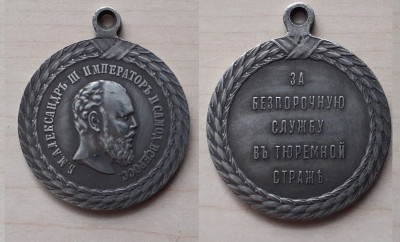 Б. М. АЛЕКСАНДРЪ III ИМПЕРАТОРЪ И САМОД. ВСЕРОСС.
ЗА
БЕЗПОРОЧНУЮ
СЛУЖБУ
ВЪ ТЮРЕМНОЙ
СТРАЖѢ